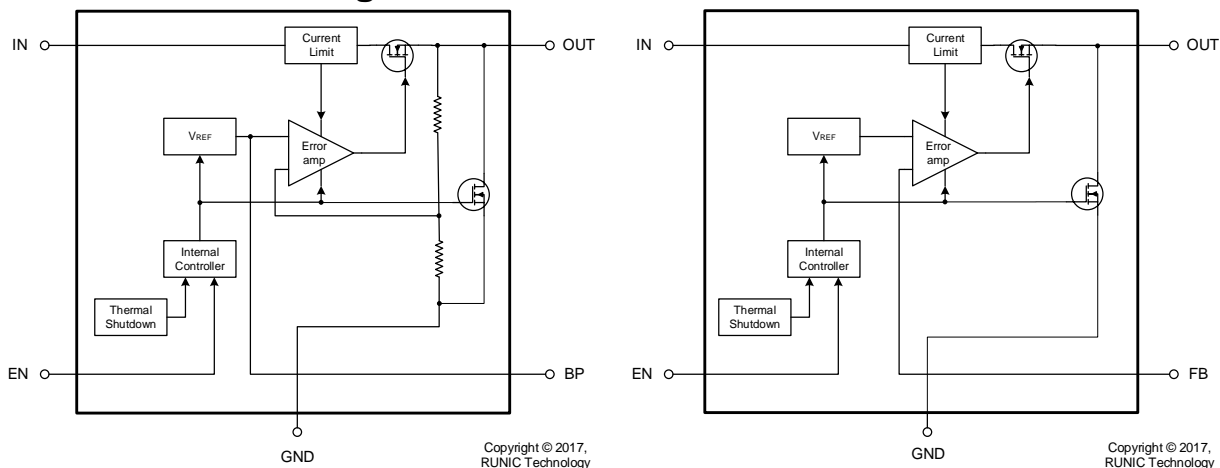 IN
Current
Limit
OUT
VREF
Error
amp
Internal
Controller
Thermal
Shutdown
EN
BP
GND
Copyright © 2017,
RUNIC Technology
IN
Current
Limit
OUT
VREF
Error
amp
Internal
Controller
Thermal
Shutdown
EN
FB
GND
Copyright © 2017,
RUNIC Technology